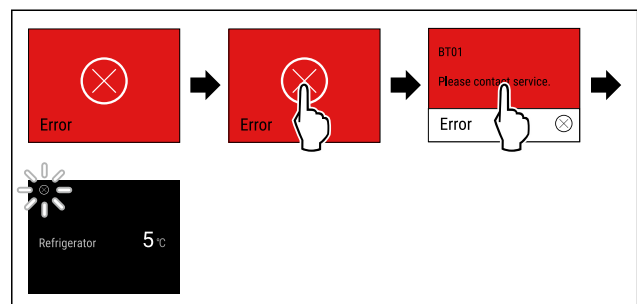 Error
Error
BT01
Please contact service.
Error
Refrigerator 5 °C